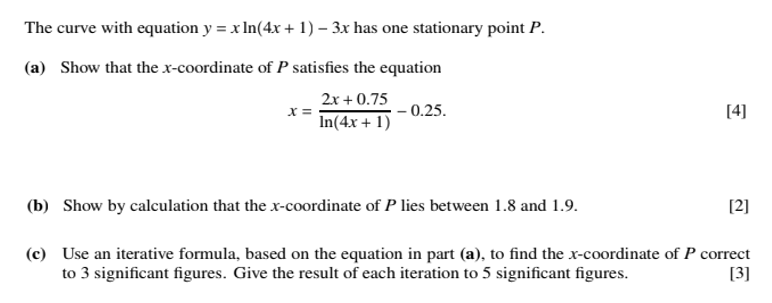 The curve with equation y = x ln(4x + 1) – 3x has one stationary point P.
(a) Show that the x-coordinate of P satisfies the equation
x = \frac{2x + 0.75}{\ln(4x + 1)} – 0.25. [4]
(b) Show by calculation that the x-coordinate of P lies between 1.8 and 1.9. [2]
(c) Use an iterative formula, based on the equation in part (a), to find the x-coordinate of P correct
to 3 significant figures. Give the result of each iteration to 5 significant figures. [3]